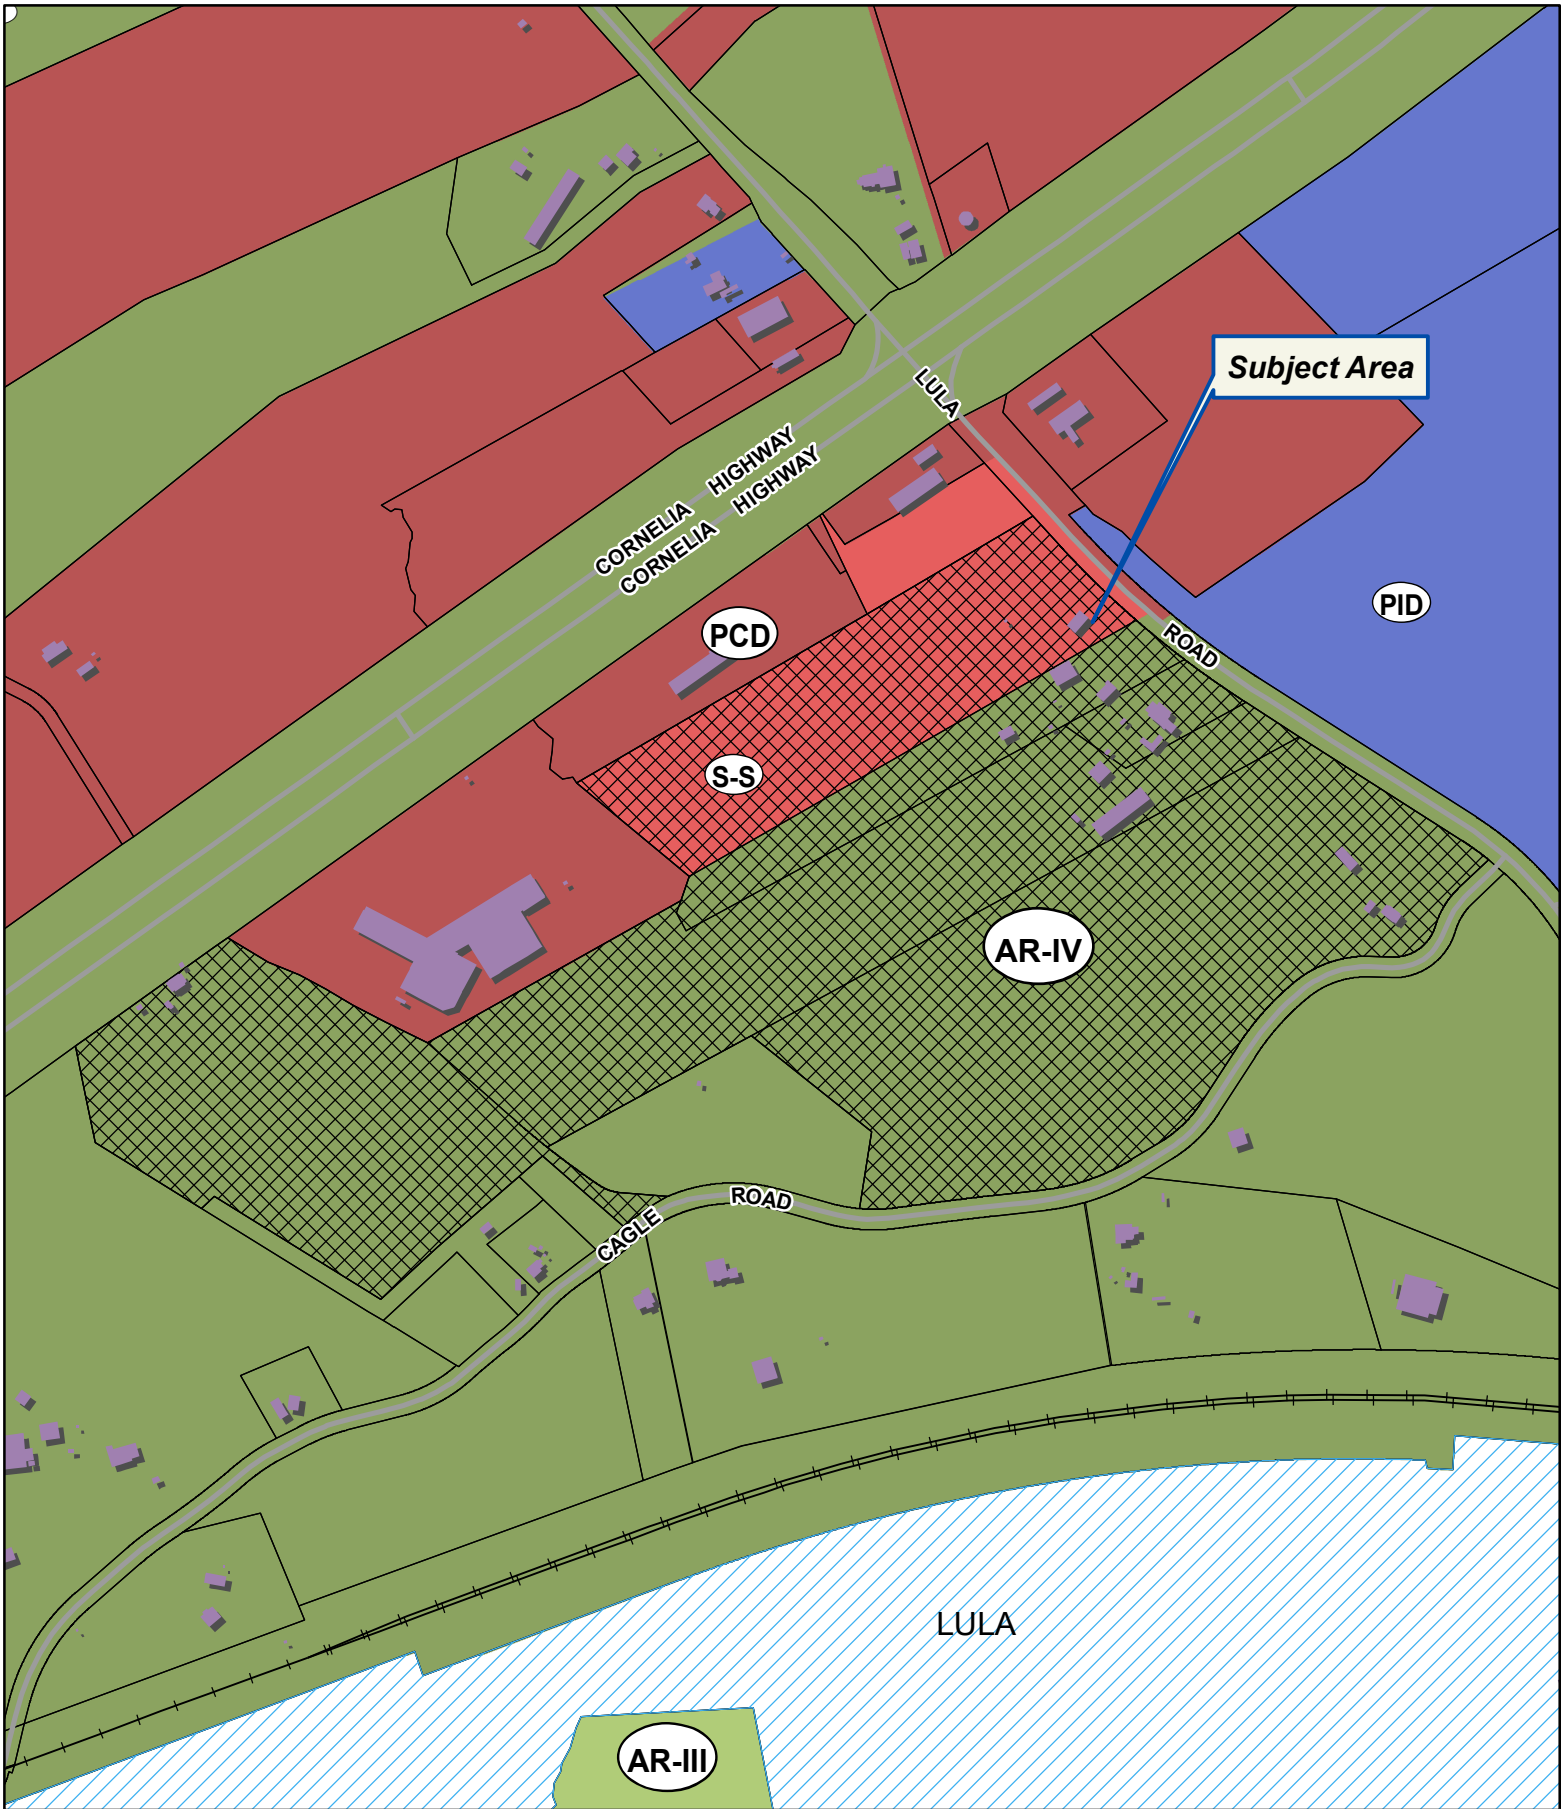 Subject Area
LULA
CORNELIA HIGHWAY
CORNELIA HIGHWAY
PID
PCD
ROAD
S-S
AR-IV
ROAD
CAGLE
LULA
AR-III